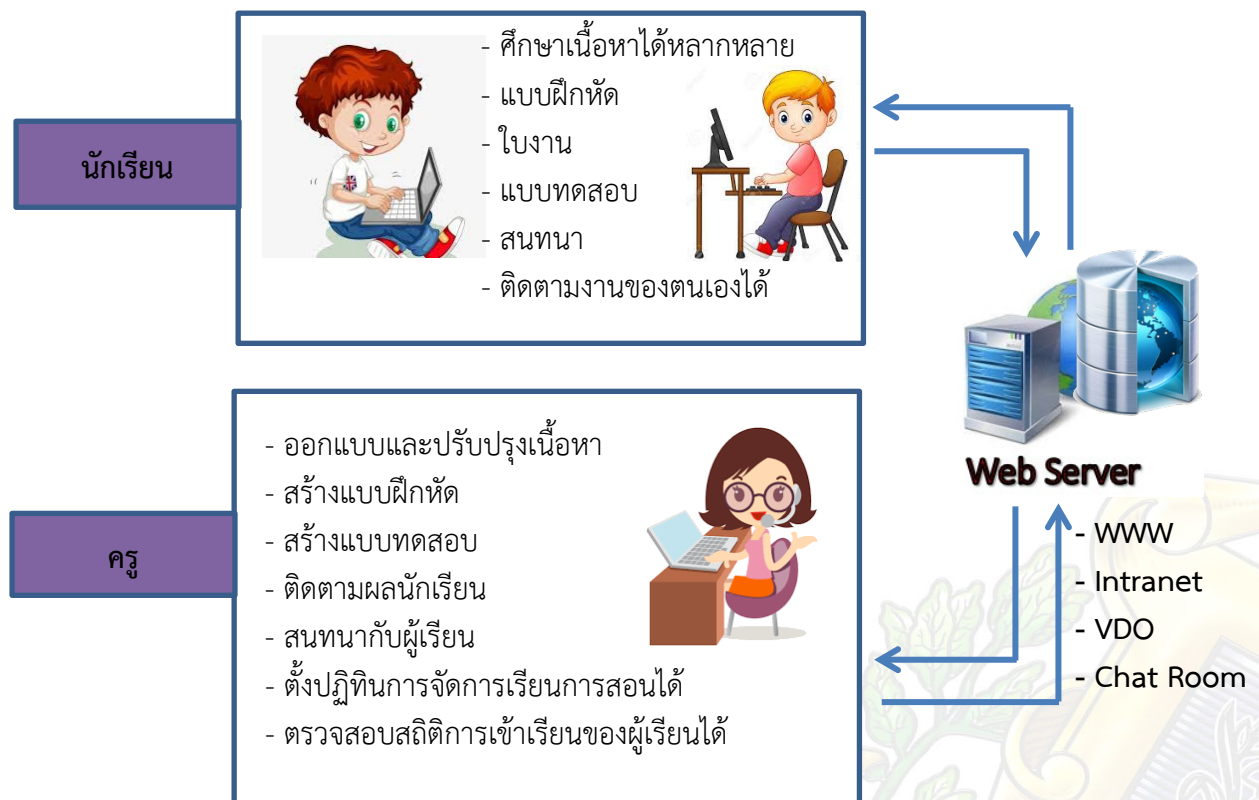 นักเรียน
- ศึกษาเนื้อหาได้หลากหลาย
- แบบฝึกหัด
- ใบงาน
- แบบทดสอบ
- สนทนา
- ติดตามงานของตนเองได้
Web Server
- WWW
- Intranet
- VDO
- Chat Room
ครู
- ออกแบบและปรับปรุงเนื้อหา
- สร้างแบบฝึกหัด
- สร้างแบบทดสอบ
- ติดตามผลนักเรียน
- สนทนากับผู้เรียน
- ตั้งปฏิทินการจัดการเรียนการสอนได้
- ตรวจสอบสถิติการเข้าเรียนของผู้เรียนได้